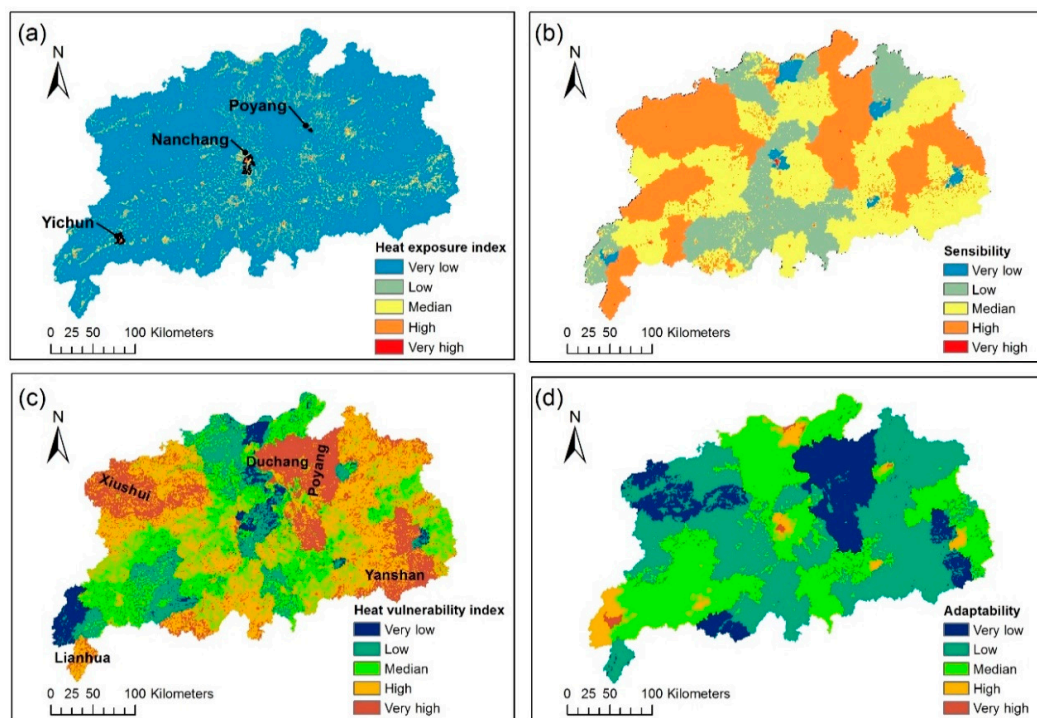 (a)
N
Poyang
Nanchang
Yichun
Heat exposure index
Very low
Low
Median
High
Very high
0 25 50 100 Kilometers
(b)
N
Sensibility
Very low
Low
Median
High
Very high
0 25 50 100 Kilometers
(c)
N
Duchang
Poyang
Xiushui
Yanshan
Lianhua
Heat vulnerability index
Very low
Low
Median
High
Very high
0 25 50 100 Kilometers
(d)
N
Adaptability
Very low
Low
Median
High
Very high
0 25 50 100 Kilometers